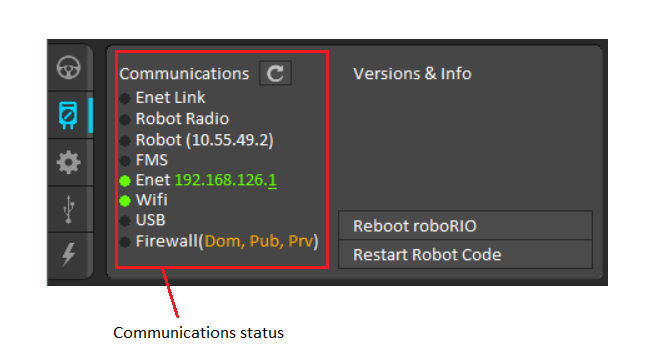 Communications
Enet Link
Robot Radio
Robot (10.55.49.2)
FMS
Enet 192.168.126.1
Wifi
USB
Firewall(Dom, Pub, Prv)
Versions & Info
Reboot roboRIO
Restart Robot Code
Communications status